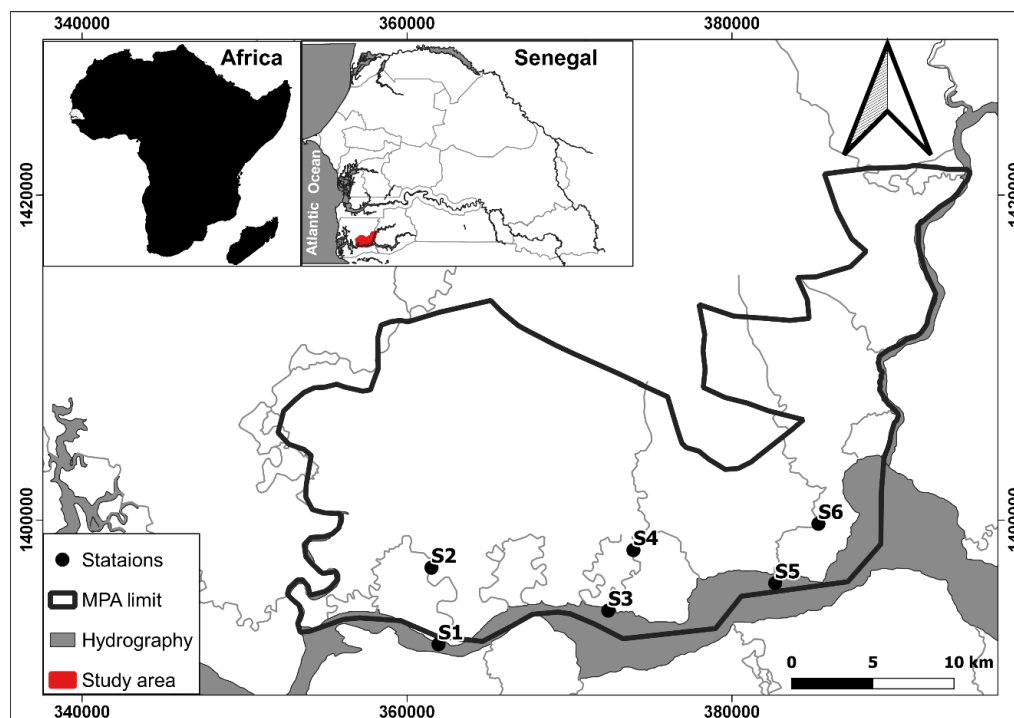 340000 360000 380000
Africa
Senegal
Atlantic Ocean
1420000 1420000
1400000 1400000
S6
S4
S2
S5
S3
S1
Stataions
MPA limit
Hydrography
Study area
0 5 10 km
340000 360000 380000